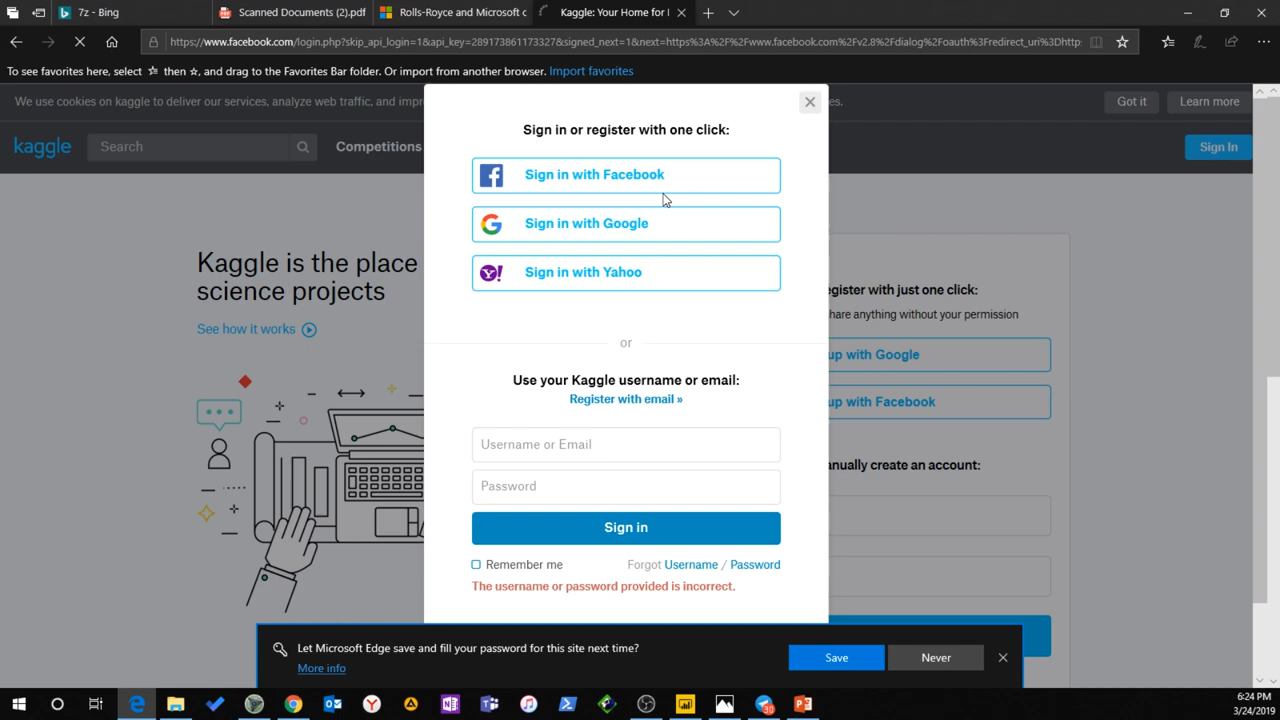 7z - Bing
Scanned Documents (2).pdf
Rolls-Royce and Microsoft c
Kaggle: Your Home for
https://www.facebook.com/login.php?skip_api_login=1&api_key=289173861173327&signed_next=1&next=https%3A%2F%2Fwww.facebook.com%2Fv2.8%2Fdialog%2Foauth%3Fredirect_uri%3Dhttp:
To see favorites here, select then ☆, and drag to the Favorites Bar folder. Or import from another browser. Import favorites
We use cookies on kaggle to deliver our services, analyze web traffic, and impr
es.
Got it
Learn more
kaggle
Search
Competitions
Sign In
Sign in or register with one click:
Sign in with Facebook
Sign in with Google
Sign in with Yahoo
or
Use your Kaggle username or email:
Register with email »
Username or Email
Password
Sign in
Remember me
Forgot Username / Password
The username or password provided is incorrect.
Kaggle is the place
science projects
See how it works
egister with just one click:
hare anything without your permission
up with Google
up with Facebook
anually create an account:
Let Microsoft Edge save and fill your password for this site next time?
More info
Save
Never
30
6:24 PM
3/24/2019